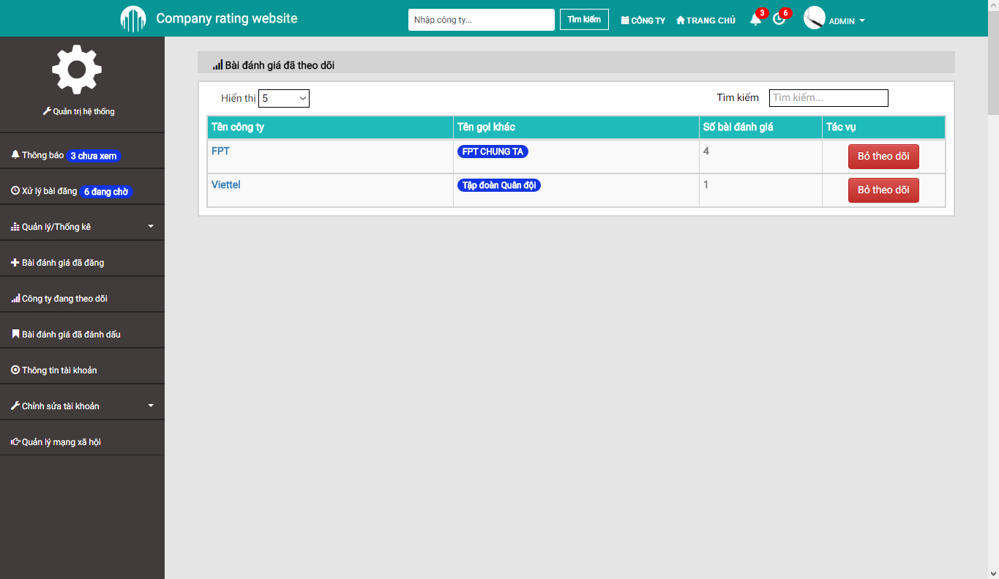 Company rating website
Nhập công ty...
Tìm kiếm
CÔNG TY
TRANG CHỦ
3
6
ADMIN
Quản trị hệ thống
Thông báo 3 chưa xem
Xử lý bài đăng 6 đang chờ
Quản lý/Thống kê
Bài đánh giá đã đăng
Công ty đang theo dõi
Bài đánh giá đã đánh dấu
Thông tin tài khoản
Chỉnh sửa tài khoản
Quản lý mạng xã hội
Bài đánh giá đã theo dõi
Hiển thị 5
Tìm kiếm Tìm kiếm...
Tên công ty Tên gọi khác Số bài đánh giá Tác vụ
FPT FPT CHUNG TA 4 Bỏ theo dõi
Viettel Tập đoàn Quân đội 1 Bỏ theo dõi